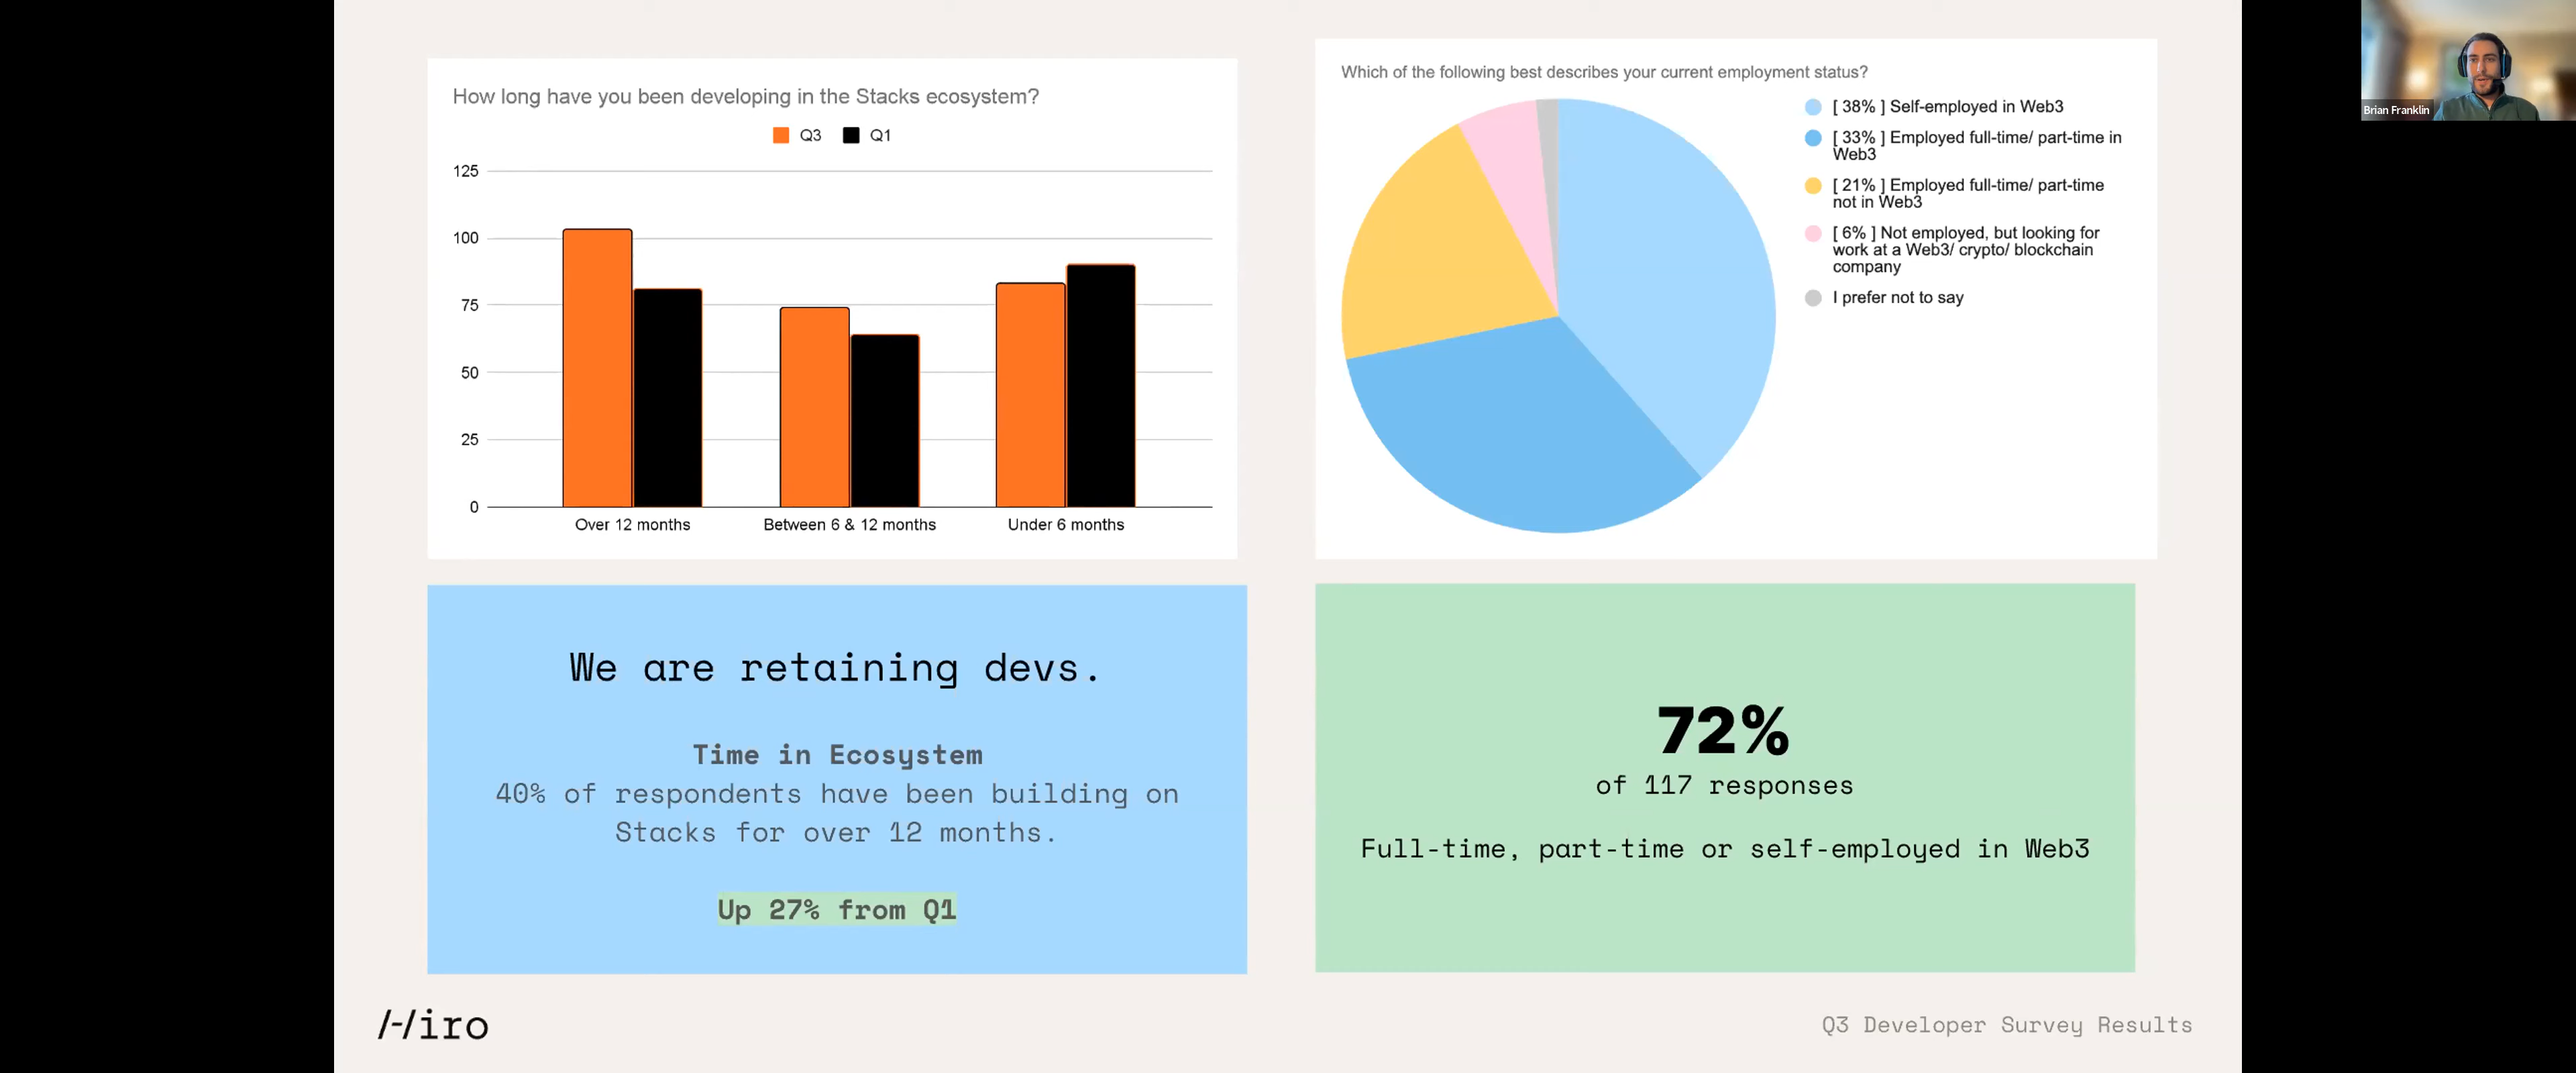 How long have you been developing in the Stacks ecosystem?
Q3 Q1
125
100
75
50
25
0
Over 12 months Between 6 & 12 months Under 6 months
Which of the following best describes your current employment status?
[ 38% ] Self-employed in Web3
[ 33% ] Employed full-time/ part-time in
Web3
[ 21% ] Employed full-time/ part-time
not in Web3
[ 6% ] Not employed, but looking for
work at a Web3/ crypto/ blockchain
company
I prefer not to say
Brian Franklin
We are retaining devs.
Time in Ecosystem
40% of respondents have been building on
Stacks for over 12 months.
Up 27% from Q1
72%
of 117 responses
Full-time, part-time or self-employed in Web3
Hiro
Q3 Developer Survey Results